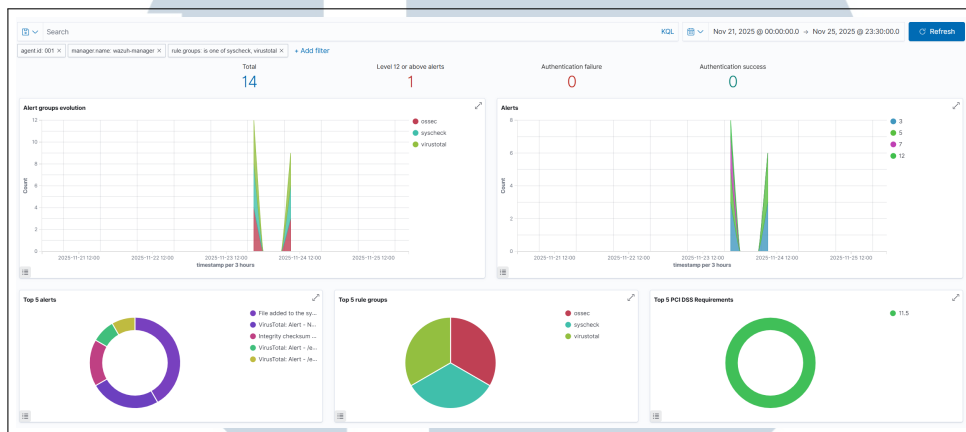 Search KQL Nov 21, 2025 @ 00:00:00.0 → Nov 25, 2025 @ 23:30:00.0 Refresh
agent.id: 001 × manager.name: wazuh-manager × rule.groups: is one of syscheck, virustotal × + Add filter
Total Level 12 or above alerts Authentication failure Authentication success
14 1 0 0
Alert groups evolution
12
10
8
6
4
2
0
Count
2025-11-21 12:00 2025-11-22 12:00 2025-11-23 12:00 2025-11-24 12:00 2025-11-25 12:00
timestamp per 3 hours
ossec
syscheck
virustotal
Alerts
8
6
4
2
0
Count
2025-11-21 12:00 2025-11-22 12:00 2025-11-23 12:00 2025-11-24 12:00 2025-11-25 12:00
timestamp per 3 hours
3
5
7
12
Top 5 alerts
File added to the sy...
VirusTotal: Alert - N...
Integrity checksum ...
VirusTotal: Alert - /e...
VirusTotal: Alert - /e...
Top 5 rule groups
ossec
syscheck
virustotal
Top 5 PCI DSS Requirements
11.5